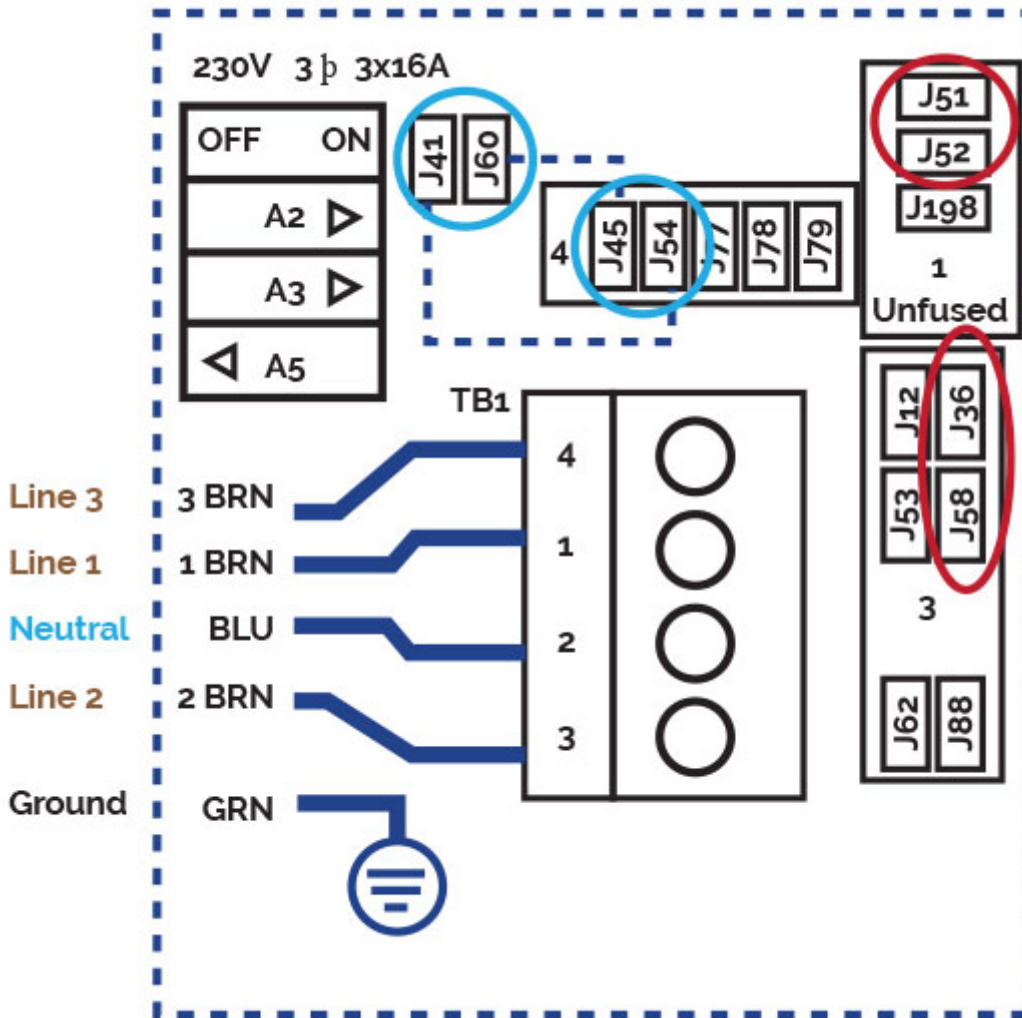 230V 3 þ 3x16A
OFF ON
A2
A3
A5
J41
J60
4
J45
J54
J77
J78
J79
J51
J52
J198
1
Unfused
J12
J36
J53
J58
3
J62
J88
TB1
4
1
2
3
Line 3 3 BRN
Line 1 1 BRN
Neutral BLU
Line 2 2 BRN
Ground GRN